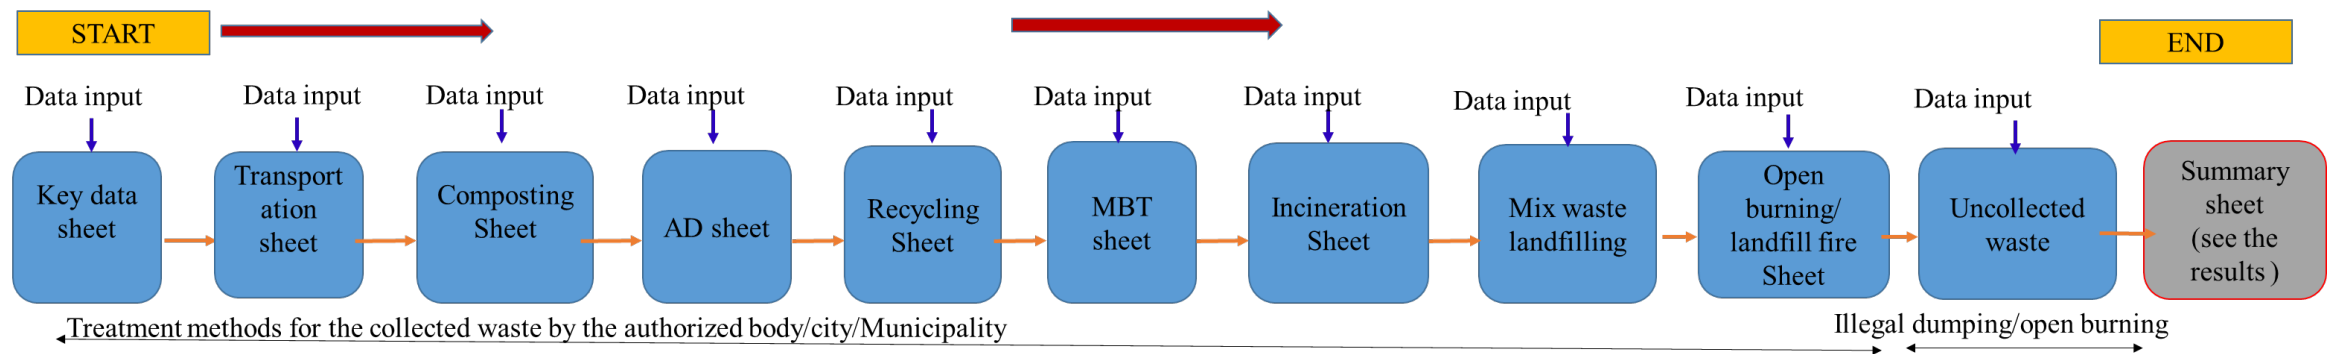 START
END
Data input
Data input
Data input
Data input
Data input
Data input
Data input
Data input
Data input
Data input
Key data
sheet
Transport
ation
sheet
Composting
Sheet
AD sheet
Recycling
Sheet
MBT
sheet
Incineration
Sheet
Mix waste
landfilling
Open
burning/
landfill fire
Sheet
Uncollected
waste
Summary
sheet
(see the
results )
Treatment methods for the collected waste by the authorized body/city/Municipality
Illegal dumping/open burning